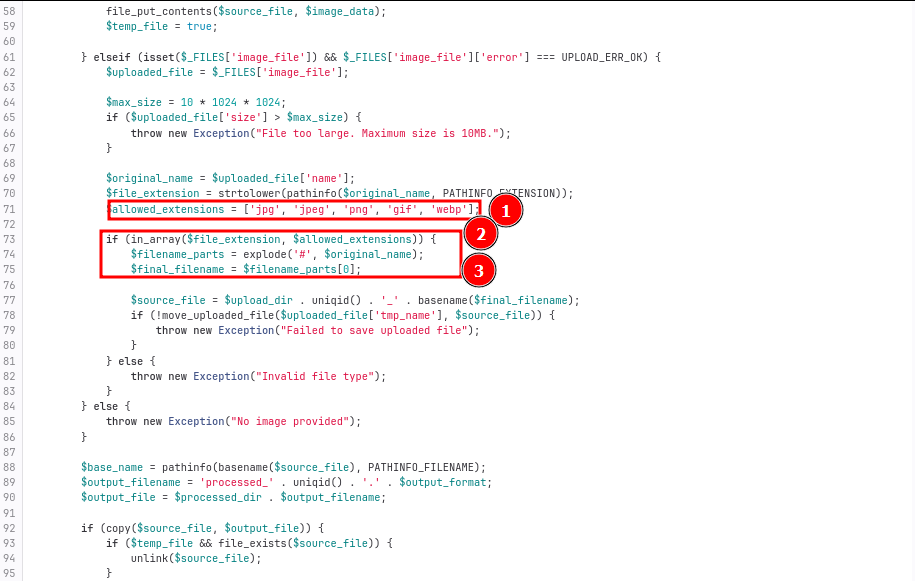 58 file_put_contents($source_file, $image_data);
59 $temp_file = true;
60
61 } elseif (isset($_FILES['image_file']) && $_FILES['image_file']['error'] === UPLOAD_ERR_OK) {
62 $uploaded_file = $_FILES['image_file'];
63
64 $max_size = 10 * 1024 * 1024;
65 if ($uploaded_file['size'] > $max_size) {
66 throw new Exception("File too large. Maximum size is 10MB.");
67 }
68
69 $original_name = $uploaded_file['name'];
70 $file_extension = strtolower(pathinfo($original_name, PATHINFO_EXTENSION));
71 $allowed_extensions = ['jpg', 'jpeg', 'png', 'gif', 'webp']; 1
72 2
73 if (in_array($file_extension, $allowed_extensions)) {
74 $filename_parts = explode('#', $original_name);
75 $final_filename = $filename_parts[0]; 3
76
77 $source_file = $upload_dir . uniqid() . '_' . basename($final_filename);
78 if (!move_uploaded_file($uploaded_file['tmp_name'], $source_file)) {
79 throw new Exception("Failed to save uploaded file");
80 }
81 } else {
82 throw new Exception("Invalid file type");
83 }
84 } else {
85 throw new Exception("No image provided");
86 }
87
88 $base_name = pathinfo(basename($source_file), PATHINFO_FILENAME);
89 $output_filename = 'processed_' . uniqid() . '.' . $output_format;
90 $output_file = $processed_dir . $output_filename;
91
92 if (copy($source_file, $output_file)) {
93 if ($temp_file && file_exists($source_file)) {
94 unlink($source_file);
95 }